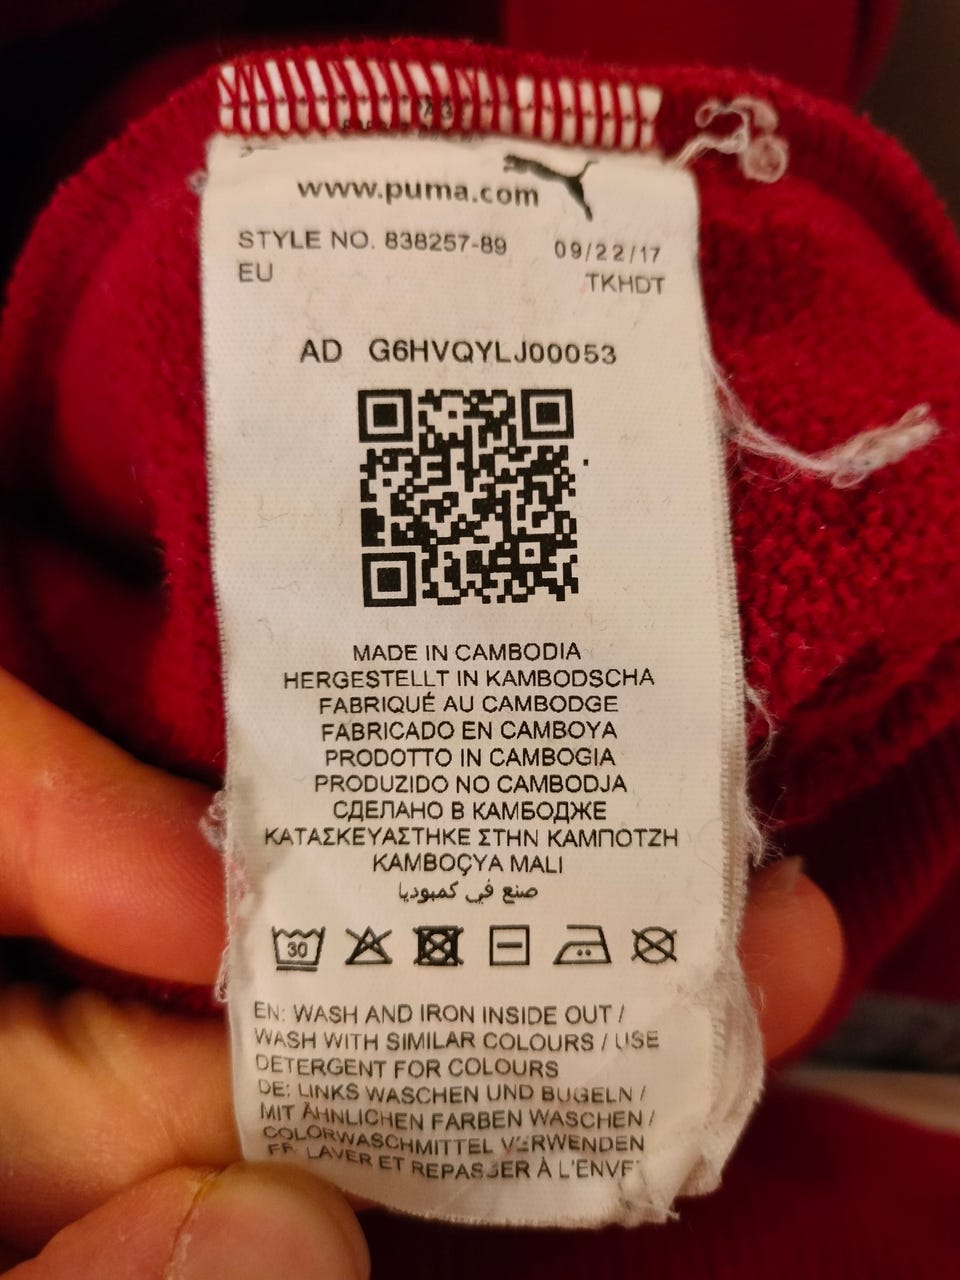 www.puma.com
STYLE NO. 838257-89 09/22/17
EU TKHDT
AD G6HVQYLJ00053
MADE IN CAMBODIA
HERGESTELLT IN KAMBODSCHA
FABRIQUÉ AU CAMBODGE
FABRICADO EN CAMBOYA
PRODOTTO IN CAMBOGIA
PRODUZIDO NO CAMBODJA
СДЕЛАНО В КАМБОДЖЕ
ΚΑΤΑΣΚΕΥΑΣΤΗΚΕ ΣΤΗΝ ΚΑΜΠΟΤΖΗ
KAMBOÇYA MALI
صنع في كمبوديا
30
EN: WASH AND IRON INSIDE OUT /
WASH WITH SIMILAR COLOURS / USE
DETERGENT FOR COLOURS
DE: LINKS WASCHEN UND BUGELN /
MIT ÄHNLICHEN FARBEN WASCHEN /
COLORWASCHMITTEL VERWENDEN
FR LAVER ET REPASSER À